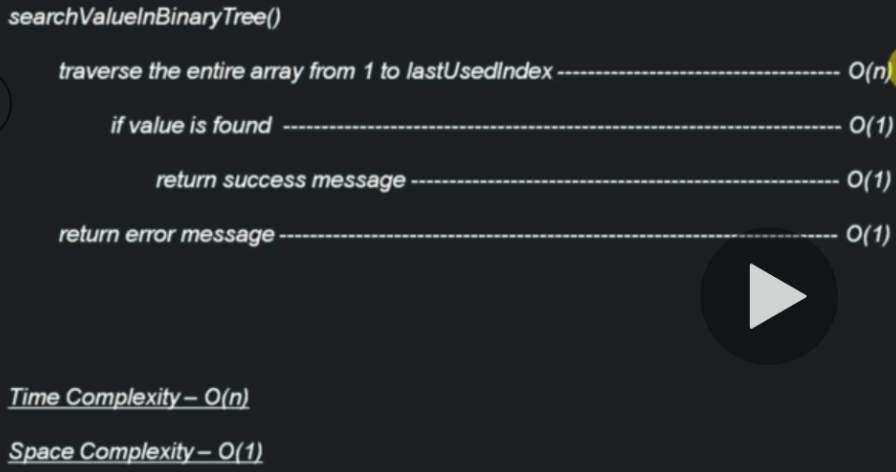 searchValueInBinaryTree()
traverse the entire array from 1 to lastUsedIndex ------------------------------------- O(n)
if value is found -------------------------------------------------------------------------- O(1)
return success message --------------------------------------------------------- O(1)
return error message -------------------------------------------------------------------------- O(1)
Time Complexity – O(n)
Space Complexity – O(1)